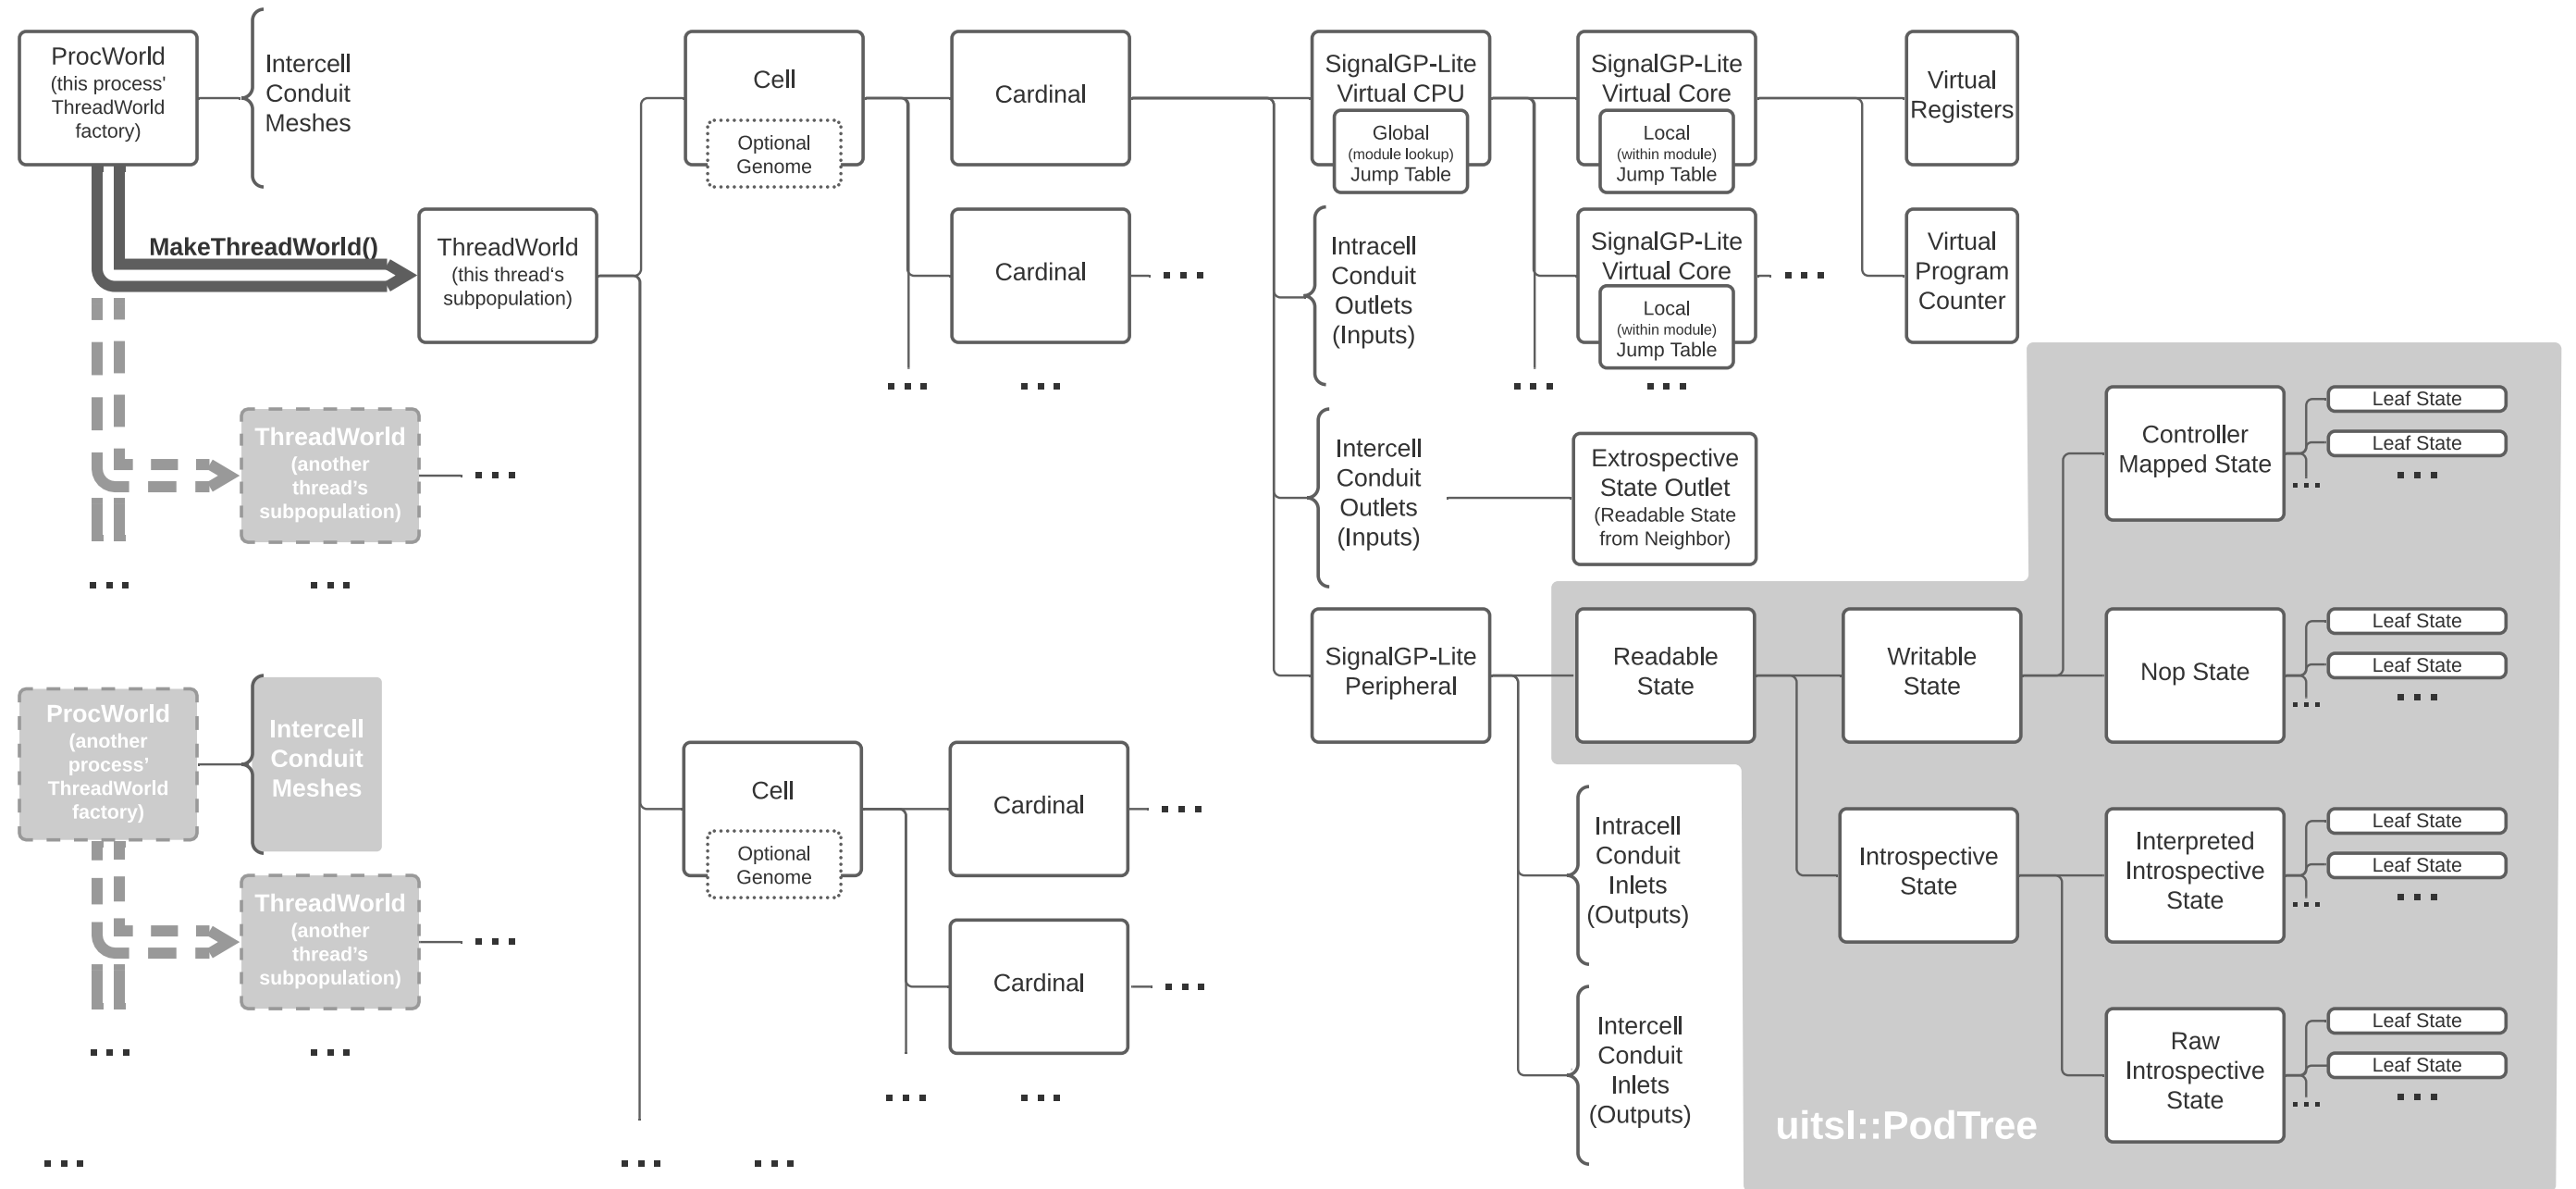 ProcWorld
(this process'
ThreadWorld
factory)
Intercell
Conduit
Meshes
MakeThreadWorld()
ThreadWorld
(this thread‘s
subpopulation)
ThreadWorld
(another
thread’s
subpopulation)
...
...
...
ProcWorld
(another
process’
ThreadWorld
factory)
Intercell
Conduit
Meshes
ThreadWorld
(another
thread’s
subpopulation)
...
...
...
...
Cell
Optional
Genome
Cardinal
Cardinal
...
...
...
Cell
Optional
Genome
Cardinal
...
Cardinal
...
...
...
...
...
SignalGP-Lite
Virtual CPU
Global
(module lookup)
Jump Table
SignalGP-Lite
Virtual Core
Local
(within module)
Jump Table
Virtual
Registers
SignalGP-Lite
Virtual Core
Local
(within module)
Jump Table
...
Virtual
Program
Counter
...
...
Intracell
Conduit
Outlets
(Inputs)
Intercell
Conduit
Outlets
(Inputs)
Extrospective
State Outlet
(Readable State
from Neighbor)
SignalGP-Lite
Peripheral
Readable
State
Writable
State
Controller
Mapped State
Leaf State
Leaf State
...
...
Nop State
Leaf State
Leaf State
...
...
Introspective
State
Interpreted
Introspective
State
Leaf State
Leaf State
...
...
Raw
Introspective
State
Leaf State
Leaf State
...
...
Intracell
Conduit
Inlets
(Outputs)
Intercell
Conduit
Inlets
(Outputs)
uitsl::PodTree